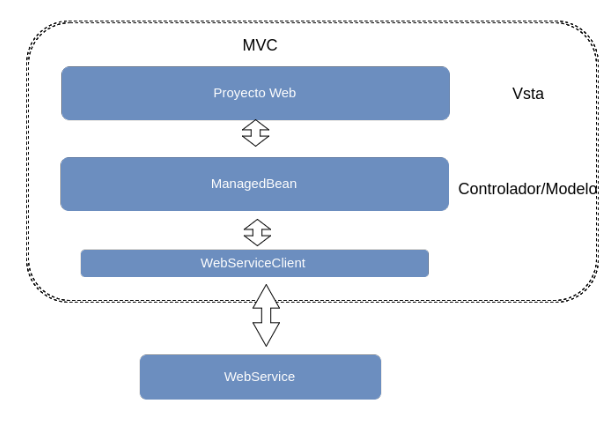 MVC
Proyecto Web
Vsta
ManagedBean
Controlador/Modelo
WebServiceClient
WebService